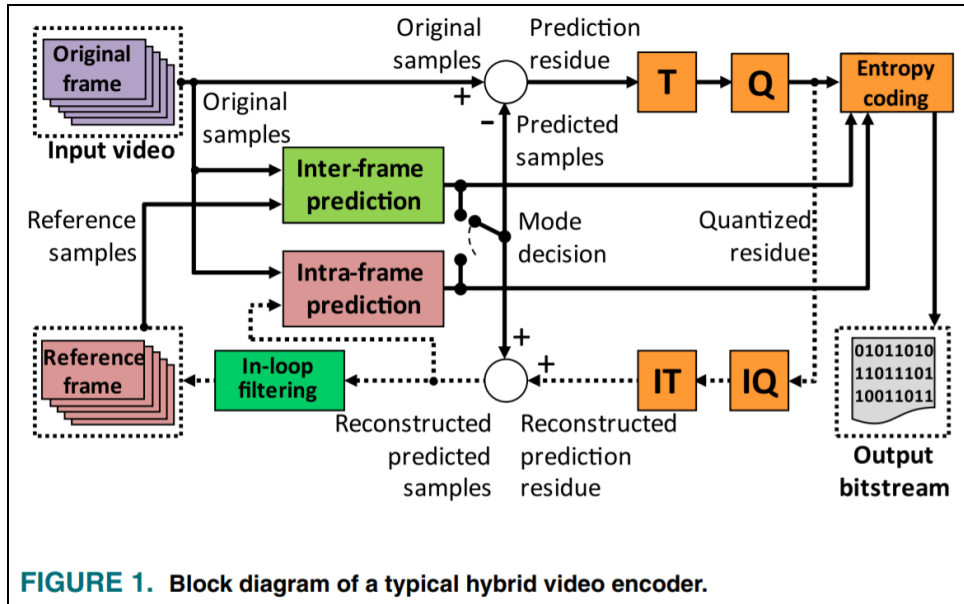 Original
frame
Input video
Original
samples
Original
samples
+
-
Prediction
residue
Predicted
samples
T
Q
Entropy
coding
Inter-frame
prediction
Reference
samples
Mode
decision
Quantized
residue
Intra-frame
prediction
+
+
Reference
frame
In-loop
filtering
IT
IQ
01011010
11011101
10011011
Reconstructed
predicted
samples
Reconstructed
prediction
residue
Output
bitstream
FIGURE 1. Block diagram of a typical hybrid video encoder.